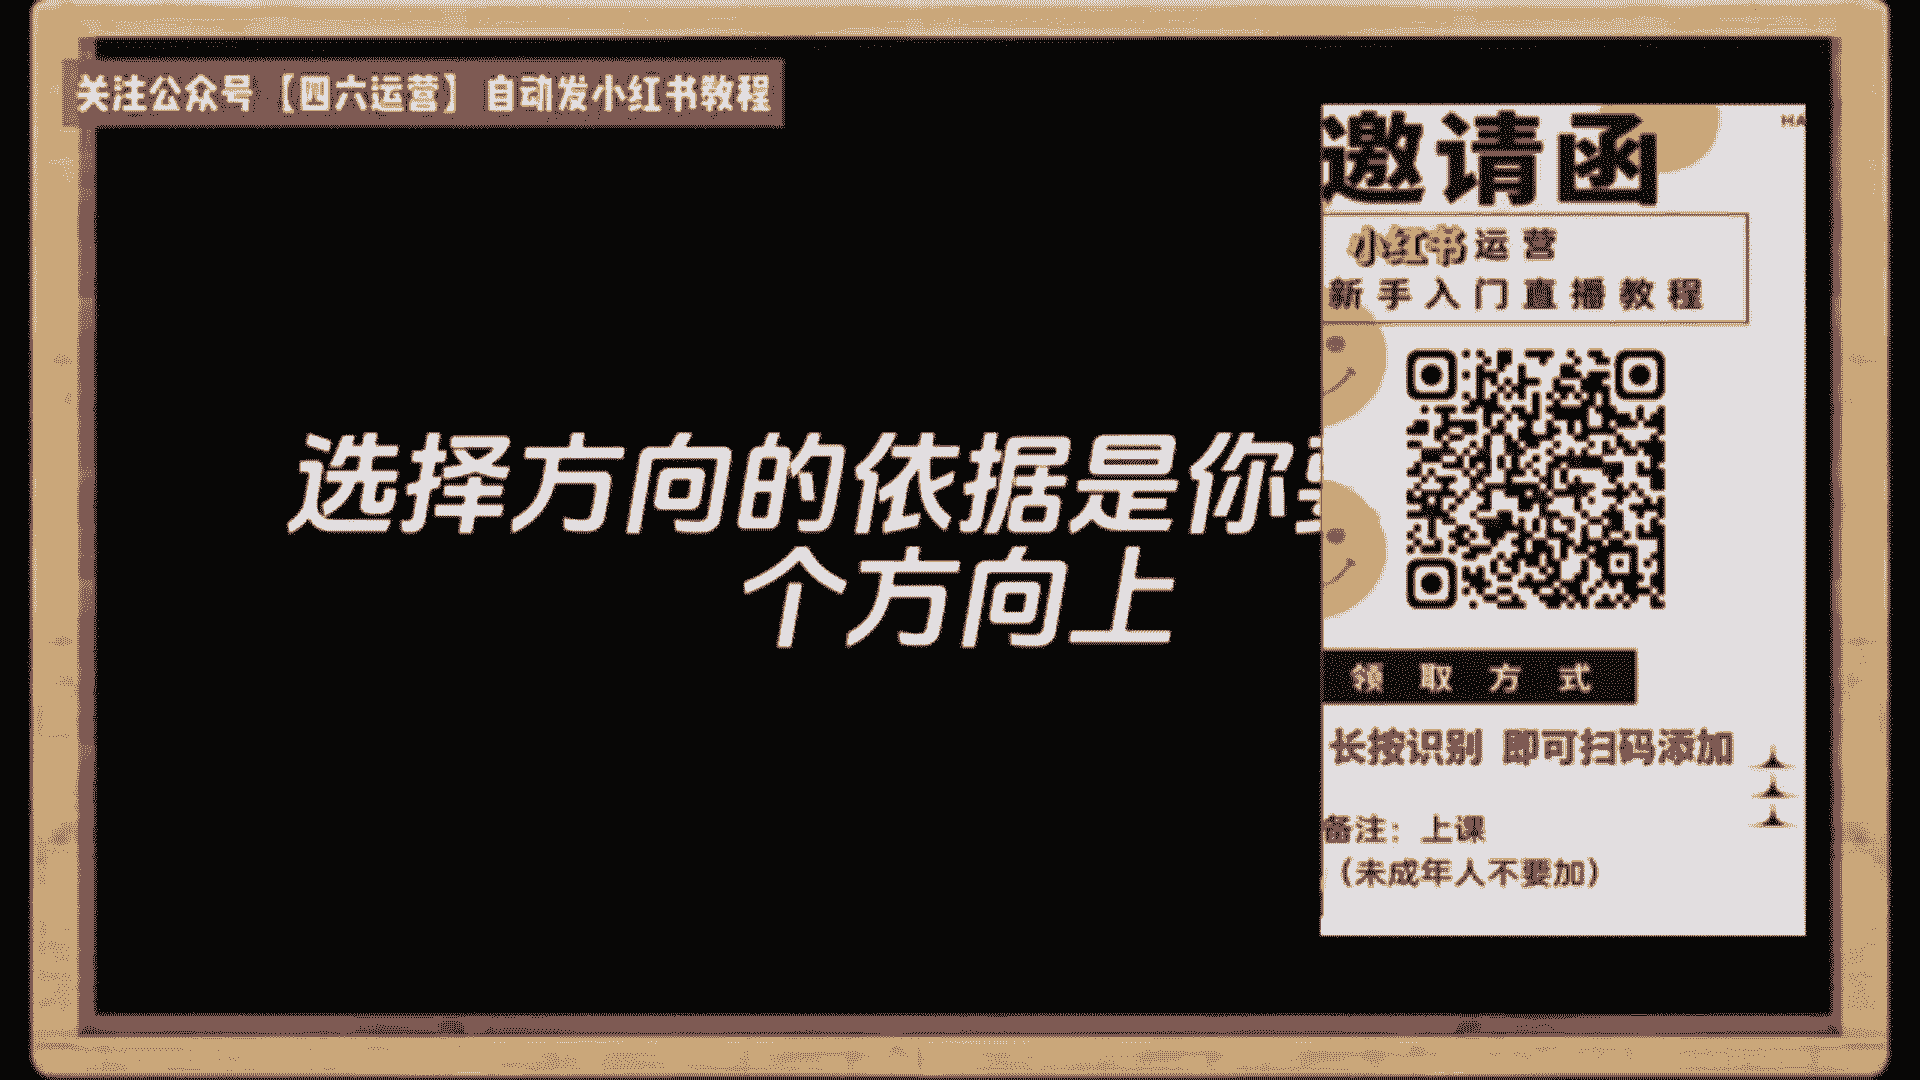 关注公众号【四六运营】自动发小红书教程
选择方向的依据是你
个方向上
HA
邀请函
小红书运营
新手入门直播教程
领取方式
长按识别 即可扫码添加
备注：上课
（未成年人不要加）